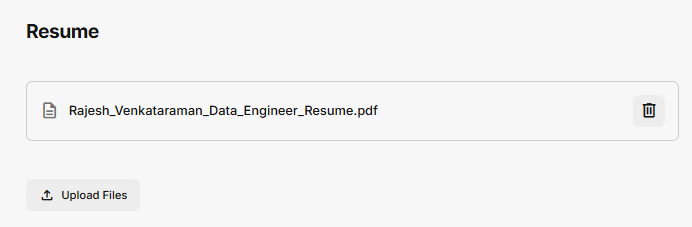 Resume
Rajesh_Venkataraman_Data_Engineer_Resume.pdf
Upload Files